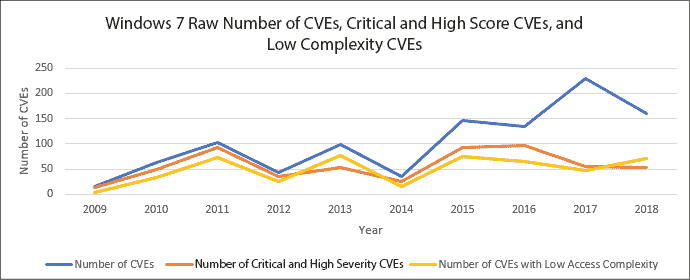 Windows 7 Raw Number of CVEs, Critical and High Score CVEs, and
Low Complexity CVEs
Number of CVEs
250
200
150
100
50
0
2009 2010 2011 2012 2013 2014 2015 2016 2017 2018
Year
Number of CVEs Number of Critical and High Severity CVEs Number of CVEs with Low Access Complexity